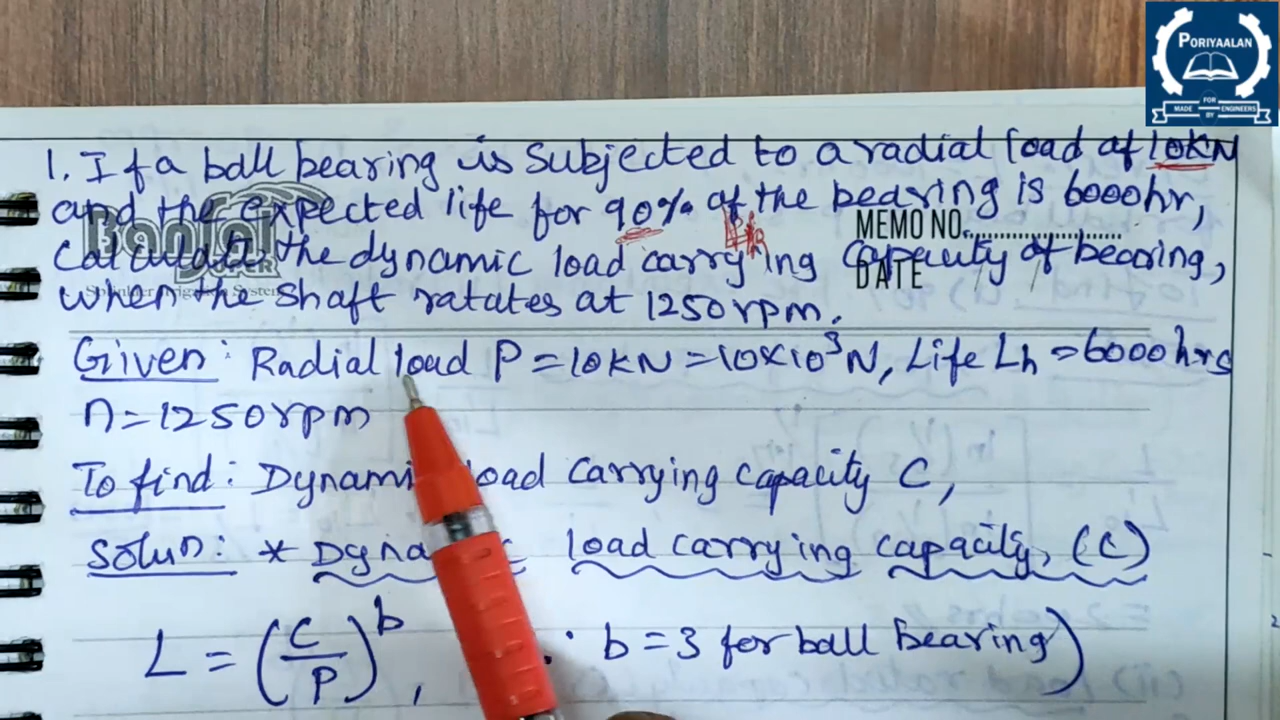 PORIYAALAN
MADE FOR BY ENGINEERS
1. If a ball bearing is subjected to a radial load of 10KN
and the expected life for 90% of the bearing is 6000hr,
MEMO NO.
Calculate the dynamic load carrying capacity of bearing,
DATE / /
when the shaft ratates at 1250rpm.
Given: Radial load P = 10KN = 10×10³N, Life Lh = 6000hrs
n = 1250rpm
To find: Dynami load carrying capacity C,
Solun: * Dyna load carrying capacity, (C)
L = (C/P)^b, b = 3 for ball bearing)